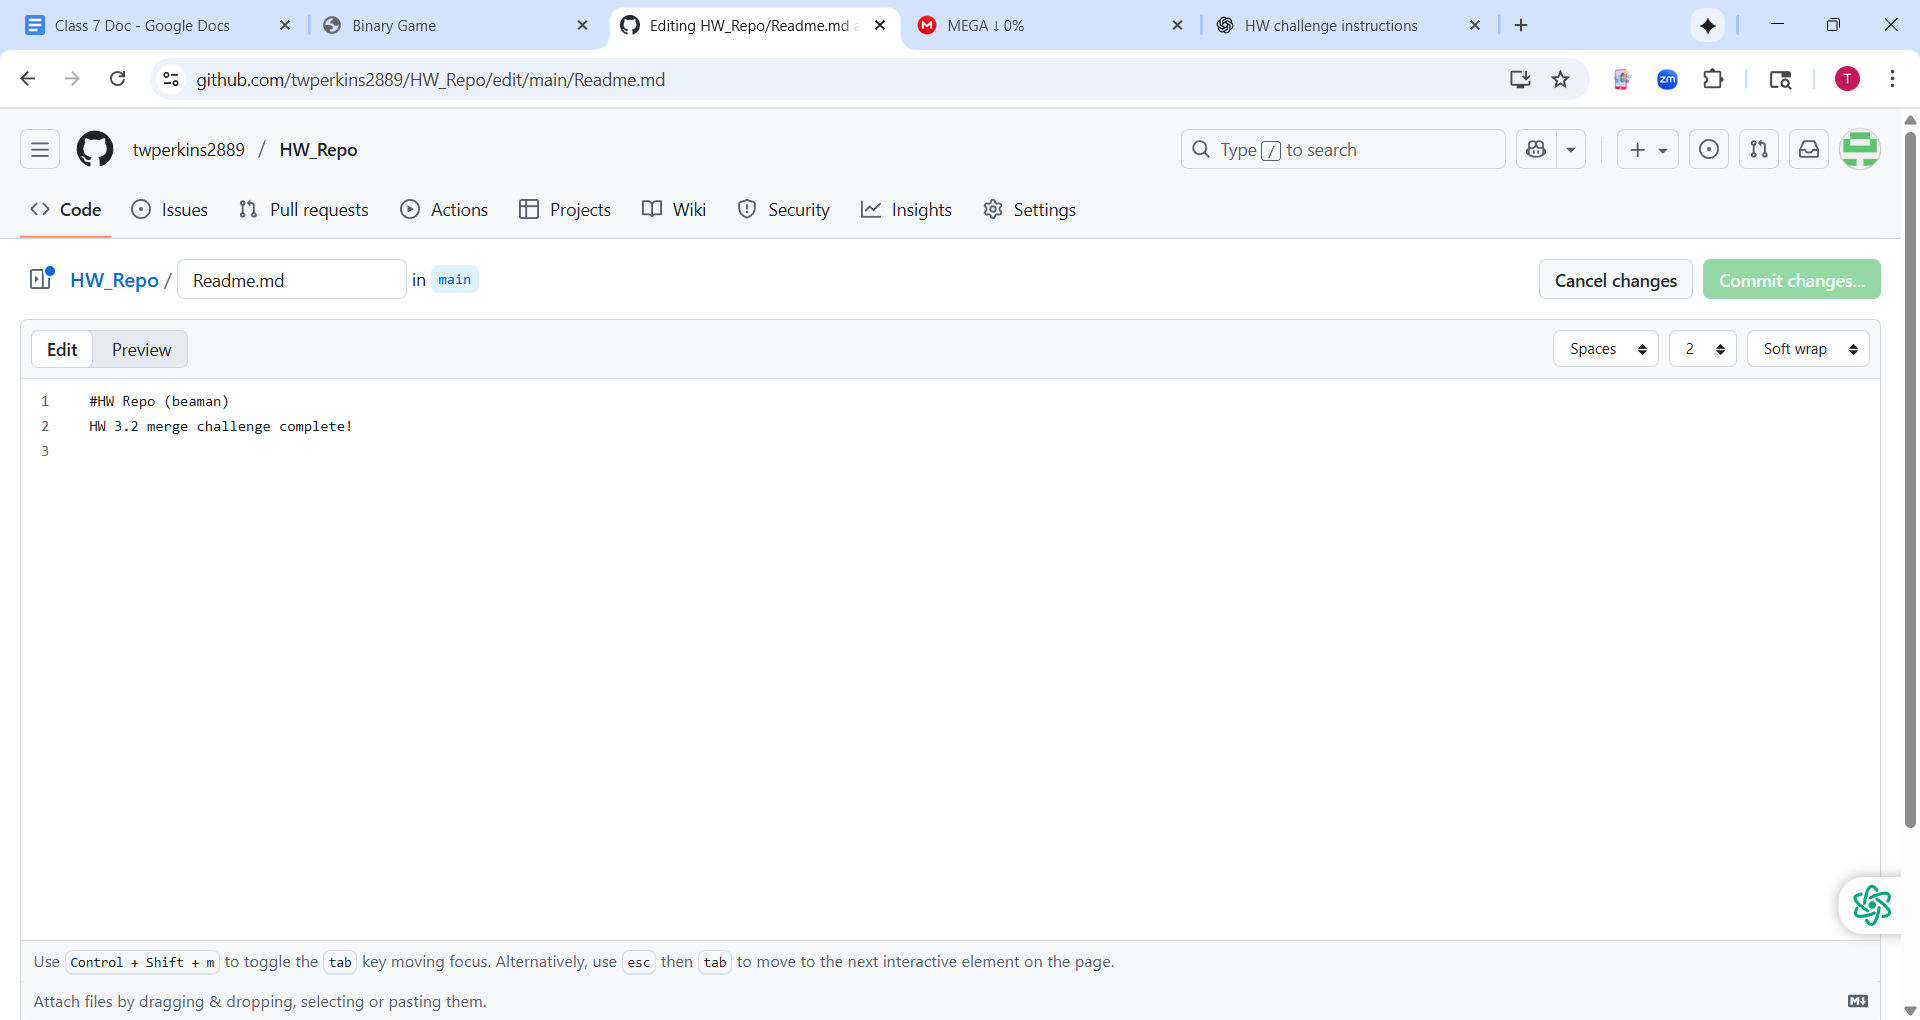 Class 7 Doc - Google Docs
Binary Game
Editing HW_Repo/Readme.md a
MEGA ↓ 0%
HW challenge instructions
github.com/twperkins2889/HW_Repo/edit/main/Readme.md
zm
T
twperkins2889 / HW_Repo
Type / to search
Code
Issues
Pull requests
Actions
Projects
Wiki
Security
Insights
Settings
HW_Repo / Readme.md in main
Cancel changes
Commit changes...
Edit
Preview
Spaces
2
Soft wrap
1 #HW Repo (beaman)
2 HW 3.2 merge challenge complete!
3
Use Control + Shift + m to toggle the tab key moving focus. Alternatively, use esc then tab to move to the next interactive element on the page.
Attach files by dragging & dropping, selecting or pasting them.